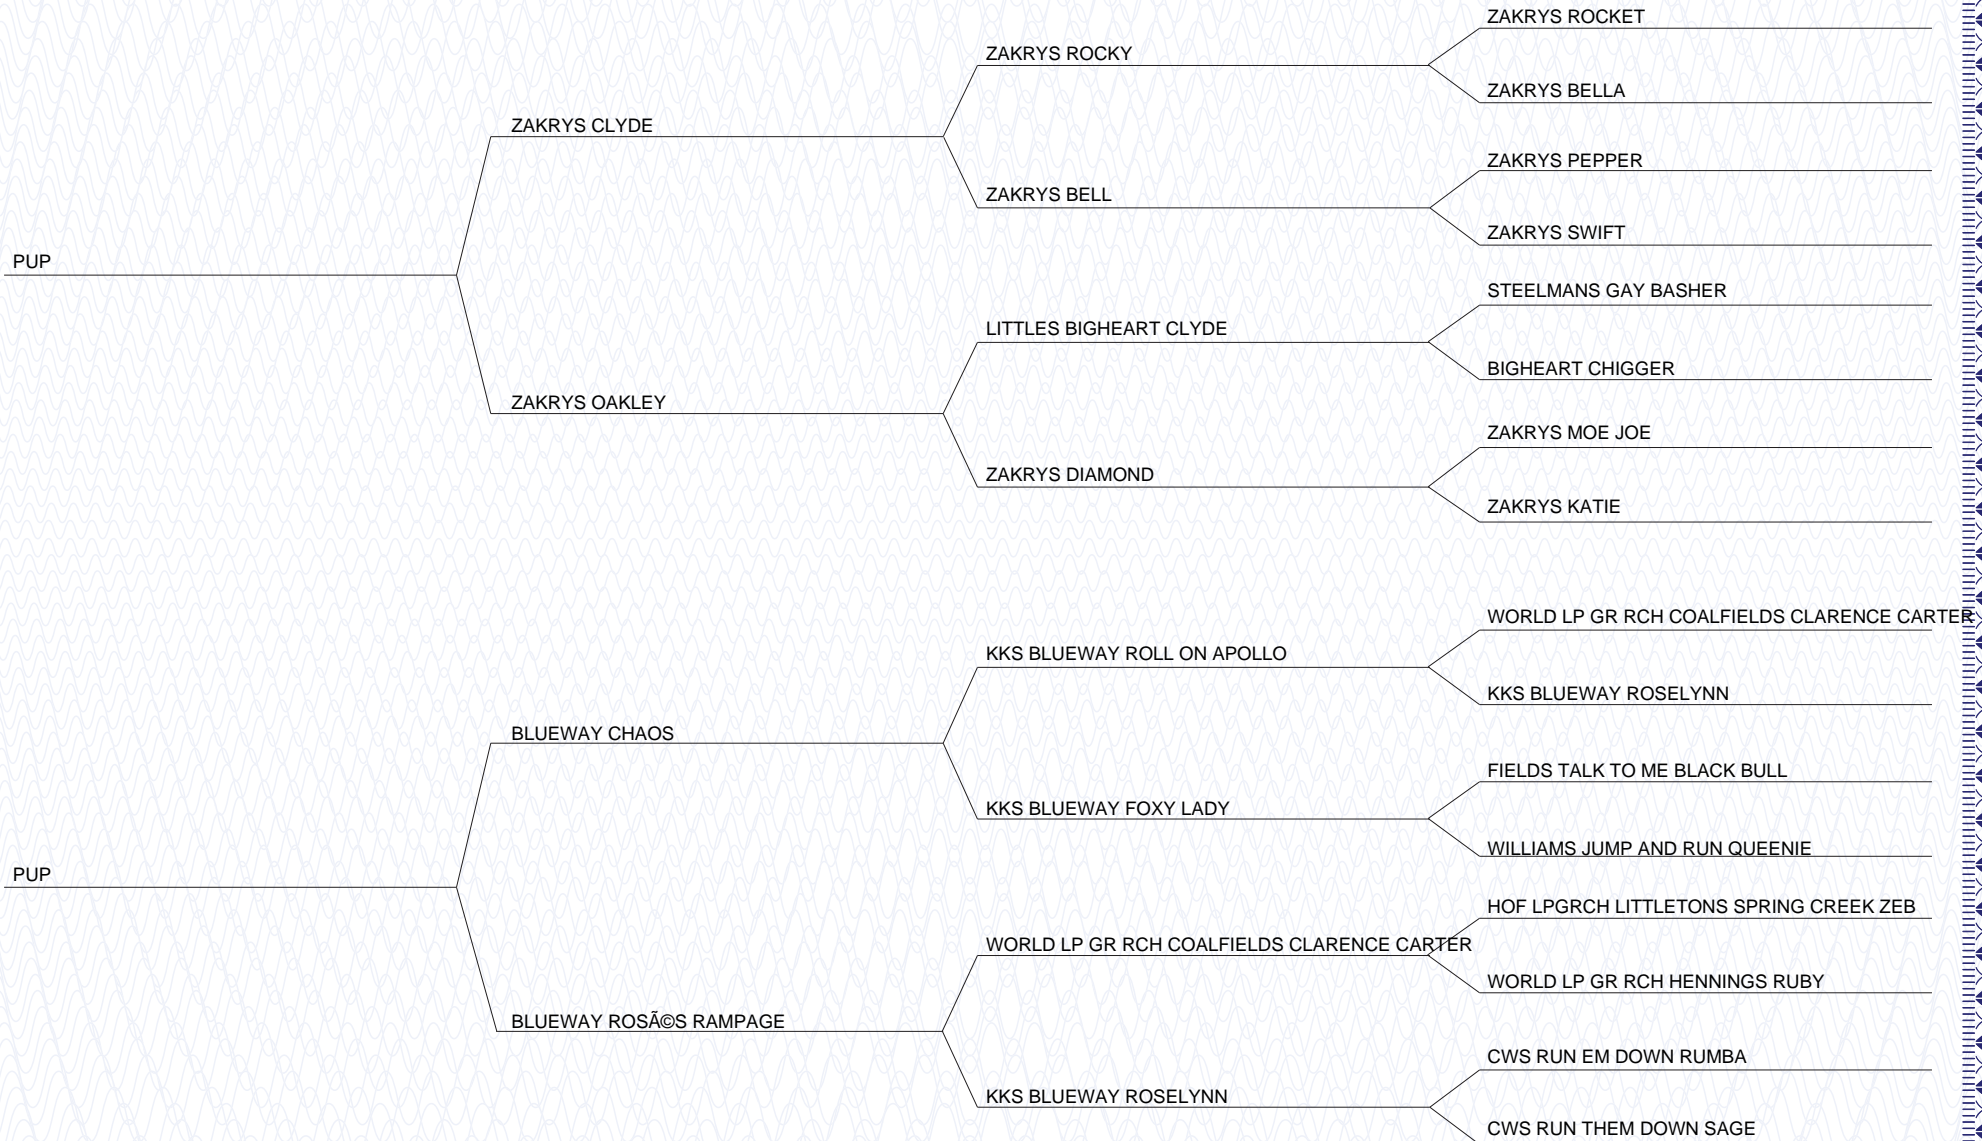 ZAKRYS ROCKET
ZAKRYS ROCKY
ZAKRYS BELLA
ZAKRYS CLYDE
ZAKRYS PEPPER
ZAKRYS BELL
ZAKRYS SWIFT
PUP
STEELMANS GAY BASHER
LITTLES BIGHEART CLYDE
BIGHEART CHIGGER
ZAKRYS OAKLEY
ZAKRYS MOE JOE
ZAKRYS DIAMOND
ZAKRYS KATIE
WORLD LP GR RCH COALFIELDS CLARENCE CARTER
KKS BLUEWAY ROLL ON APOLLO
KKS BLUEWAY ROSELYNN
BLUEWAY CHAOS
FIELDS TALK TO ME BLACK BULL
KKS BLUEWAY FOXY LADY
WILLIAMS JUMP AND RUN QUEENIE
PUP
HOF LPGRCH LITTLETONS SPRING CREEK ZEB
WORLD LP GR RCH COALFIELDS CLARENCE CARTER
WORLD LP GR RCH HENNINGS RUBY
BLUEWAY ROSÃ©S RAMPAGE
CWS RUN EM DOWN RUMBA
KKS BLUEWAY ROSELYNN
CWS RUN THEM DOWN SAGE